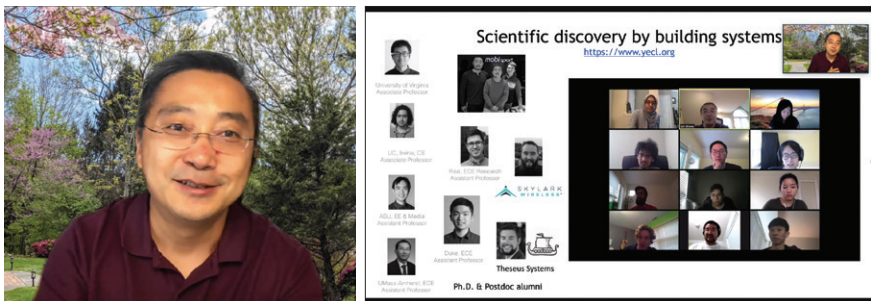 Scientific discovery by building systems
https://www.yecl.org
mobi
University of Virginia
Associate Professor
UC, Irvine, CS
Associate Professor
Rice, ECE Research
Assistant Professor
SKYLARK
WIRELESS
ASU, EE & Media
Assistant Professor
Duke, ECE
Assistant Professor
Theseus Systems
UMass Amherst, ECE
Assistant Professor
Ph.D. & Postdoc alumni